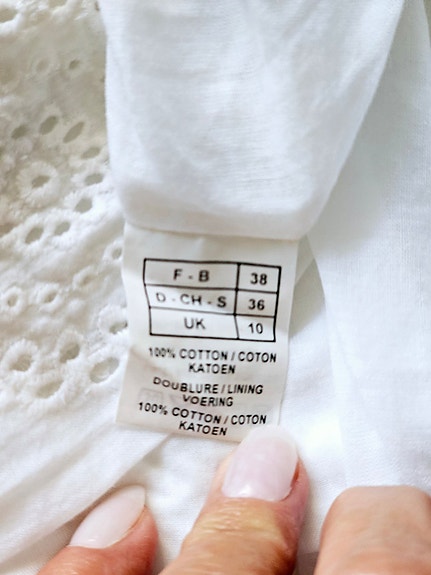 F - B 38
D - CH - S 36
UK 10
100% COTTON / COTON
KATOEN
DOUBLURE / LINING
VOERING
100% COTTON / COTON
KATOEN